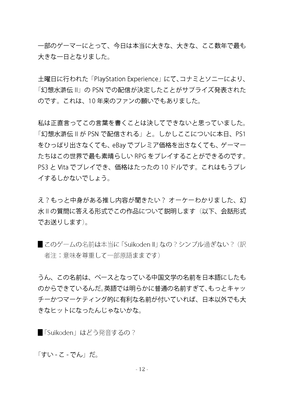 一部のゲーマーにとって、今日は本当に大きな、大きな、ここ数年で最も
大きな一日となりました。
土曜日に行われた「PlayStation Experience」にて、コナミとソニーにより、
「幻想水滸伝 II」の PSN での配信が決定したことがサプライズ発表された
のです。これは、10 年来のファンの願いでもありました。
私は正直言ってこの言葉を書くことは決してできないと思っていました。
「幻想水滸伝 II が PSN で配信される」と。しかしここについに本日、PS1
をひっぱり出さなくても、eBay でプレミア価格を出さなくても、ゲーマー
たちはこの世界で最も素晴らしい RPG をプレイすることができるのです。
PS3 と Vita でプレイでき、価格はたったの 10 ドルです。これはもうプレ
イするしかないでしょう。
え？もっと中身がある推し内容が聞きたい？ オーケーわかりました、幻
水 II の質問に答える形式でこの作品について説明します（以下、会話形式
でお送りします）。
■このゲームの名前は本当に「Suikoden II」なの？シンプル過ぎない？（訳
者注：意味を尊重して一部原語ままです）
うん、この名前は、ベースとなっている中国文学の名前を日本語にしたも
のからできているんだ。英語では明らかに普通の名前すぎて、もっとキャッ
チーかつマーケティング的に有利な名前が付いていれば、日本以外でも大
きなヒットになったんじゃないかな。
■「Suikoden」はどう発音するの？
「すい - こ - でん」だ。
- 12 -